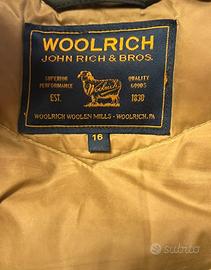 WOOLRICH
JOHN RICH & BROS.
SUPERIOR PERFORMANCE
QUALITY GOODS
EST. 1830
Woolrich
WOOLRICH WOOLEN MILLS - WOOLRICH, PA
16
subito